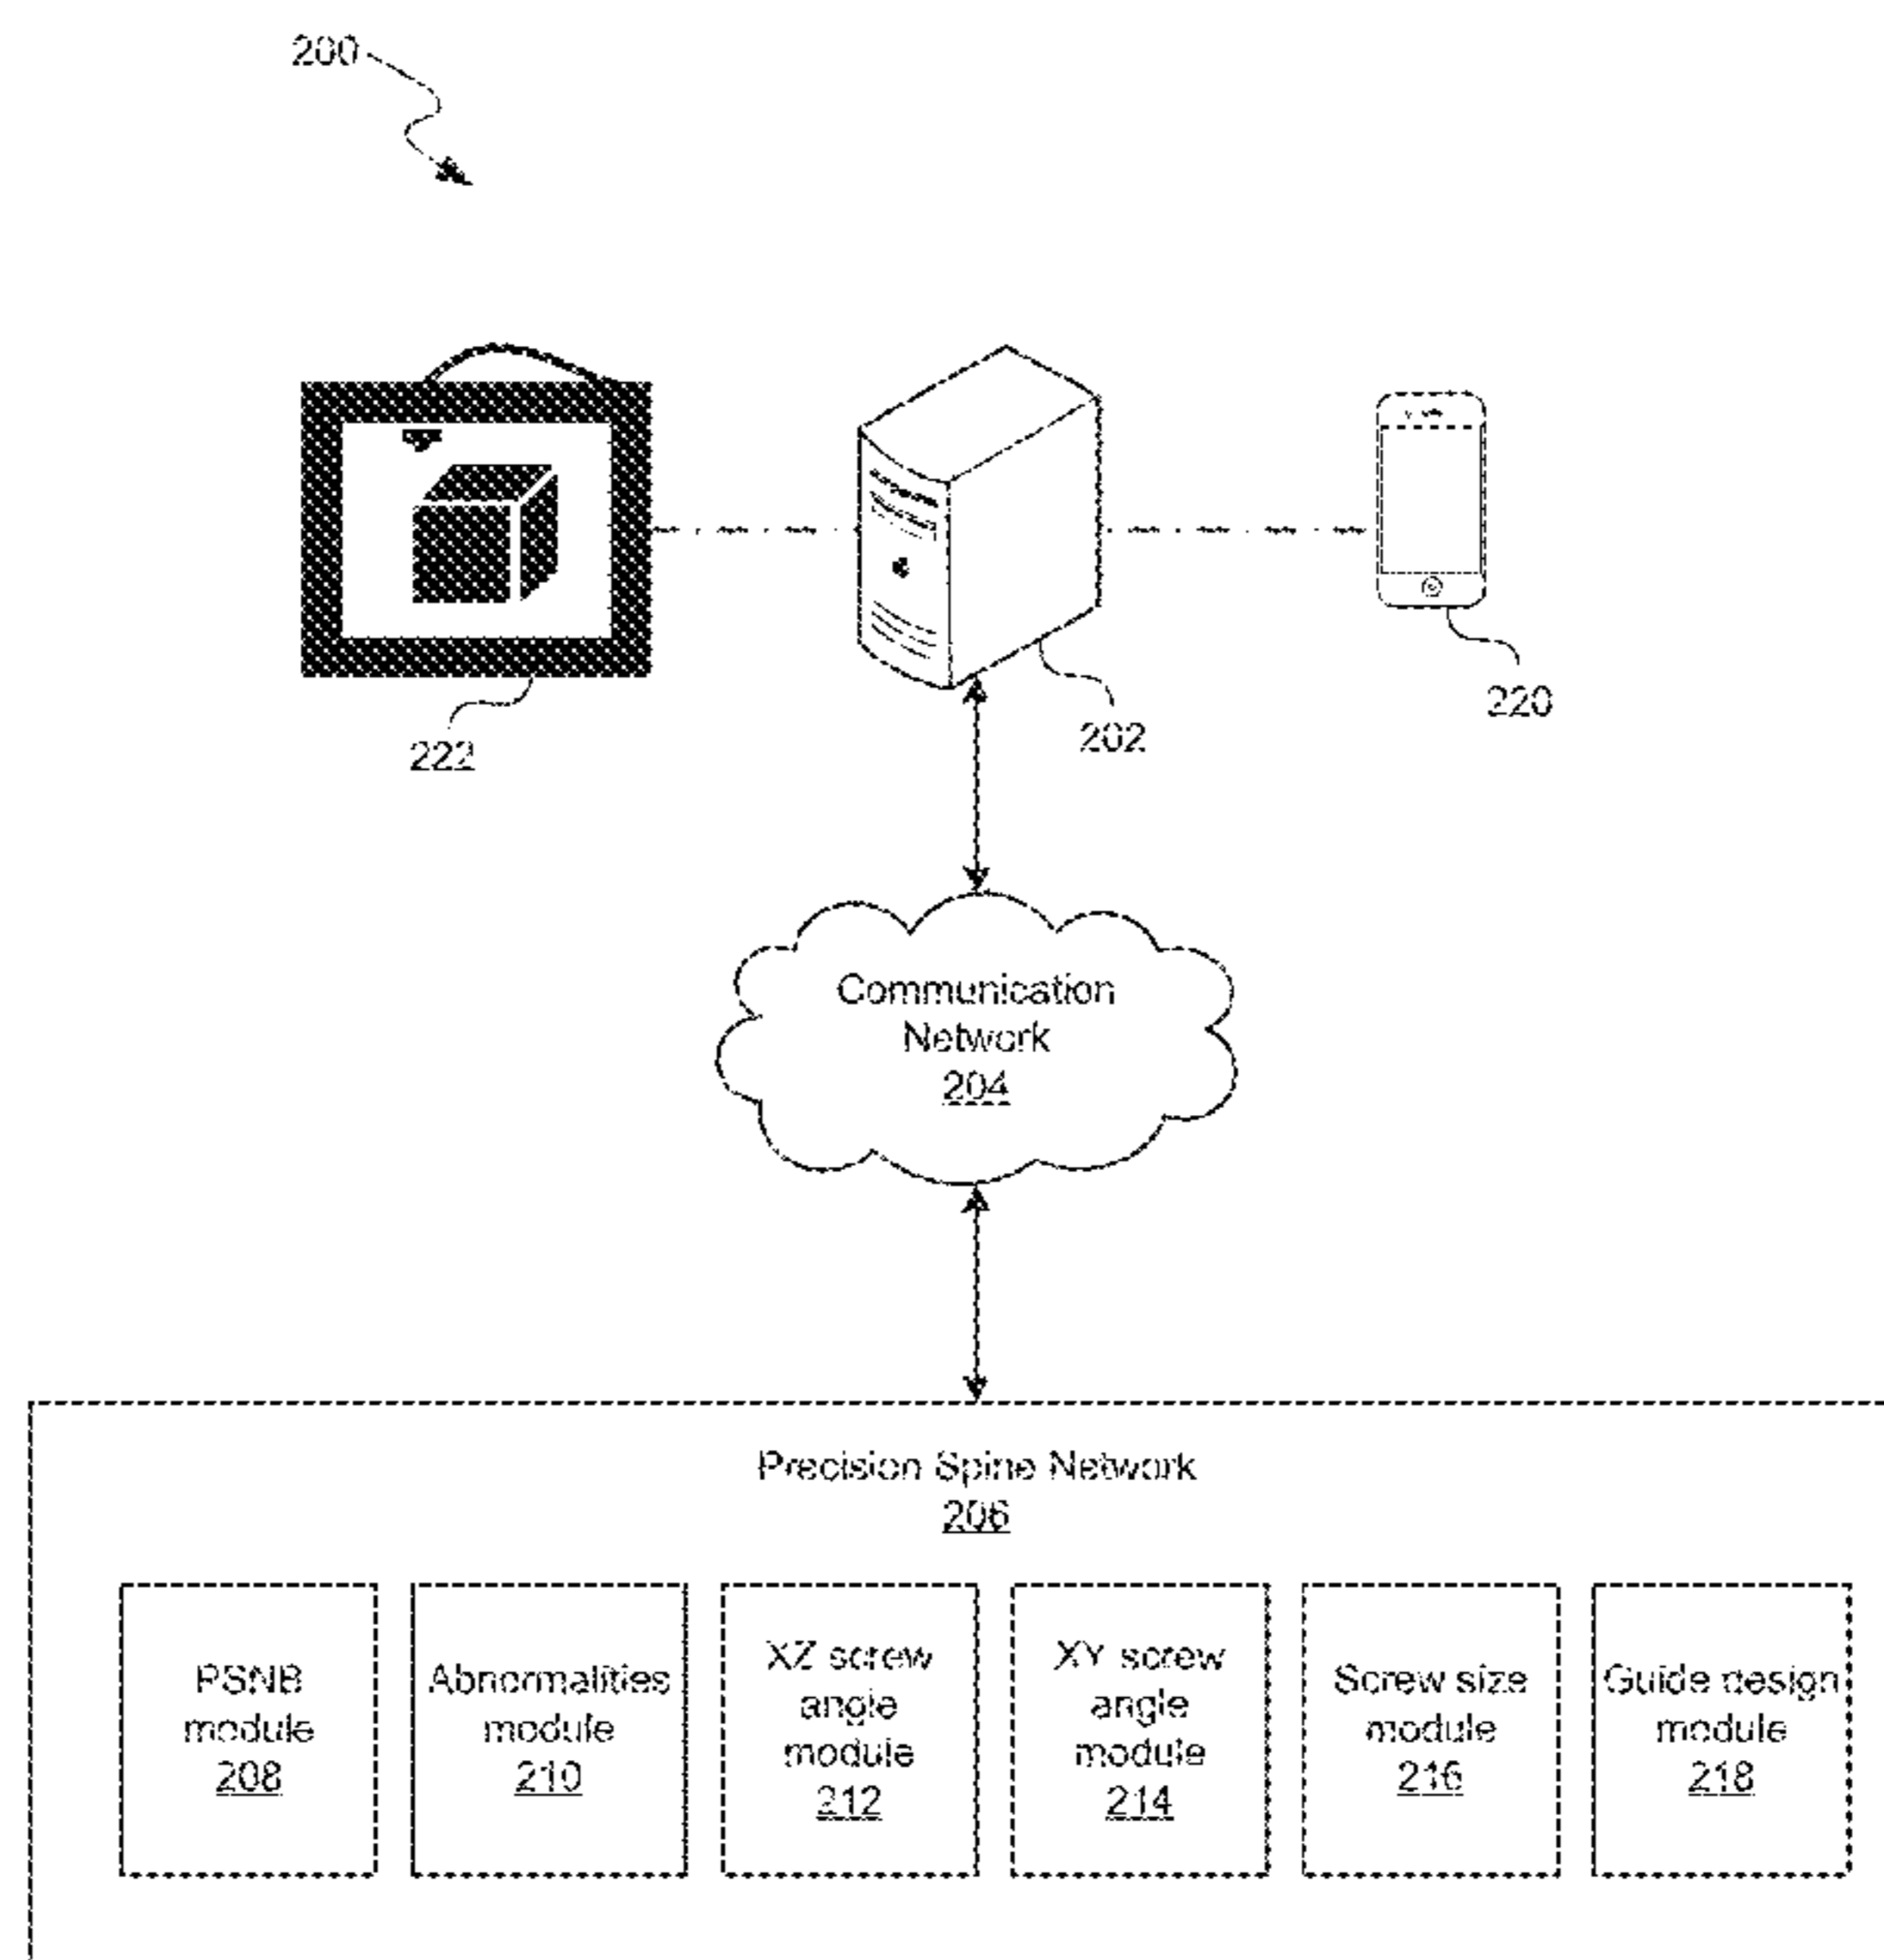 200
222
202
220
Communication
Network
204
Precision Spine Network
206
PSNB
module
208
Abnormalities
module
210
XZ screw
angle
module
212
XY screw
angle
module
214
Screw size
module
216
Guide design
module
218